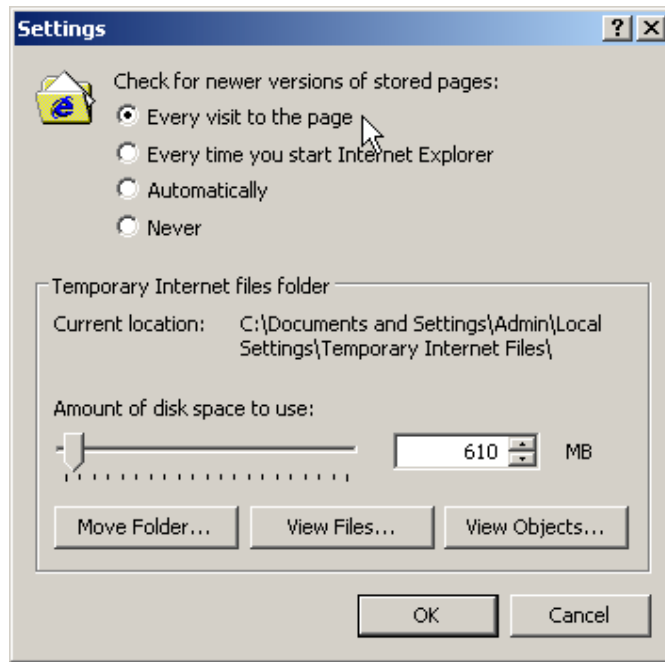 Settings
Check for newer versions of stored pages:
Every visit to the page
Every time you start Internet Explorer
Automatically
Never
Temporary Internet files folder
Current location: C:\Documents and Settings\Admin\Local
Settings\Temporary Internet Files\
Amount of disk space to use:
610 MB
Move Folder... View Files... View Objects...
OK Cancel